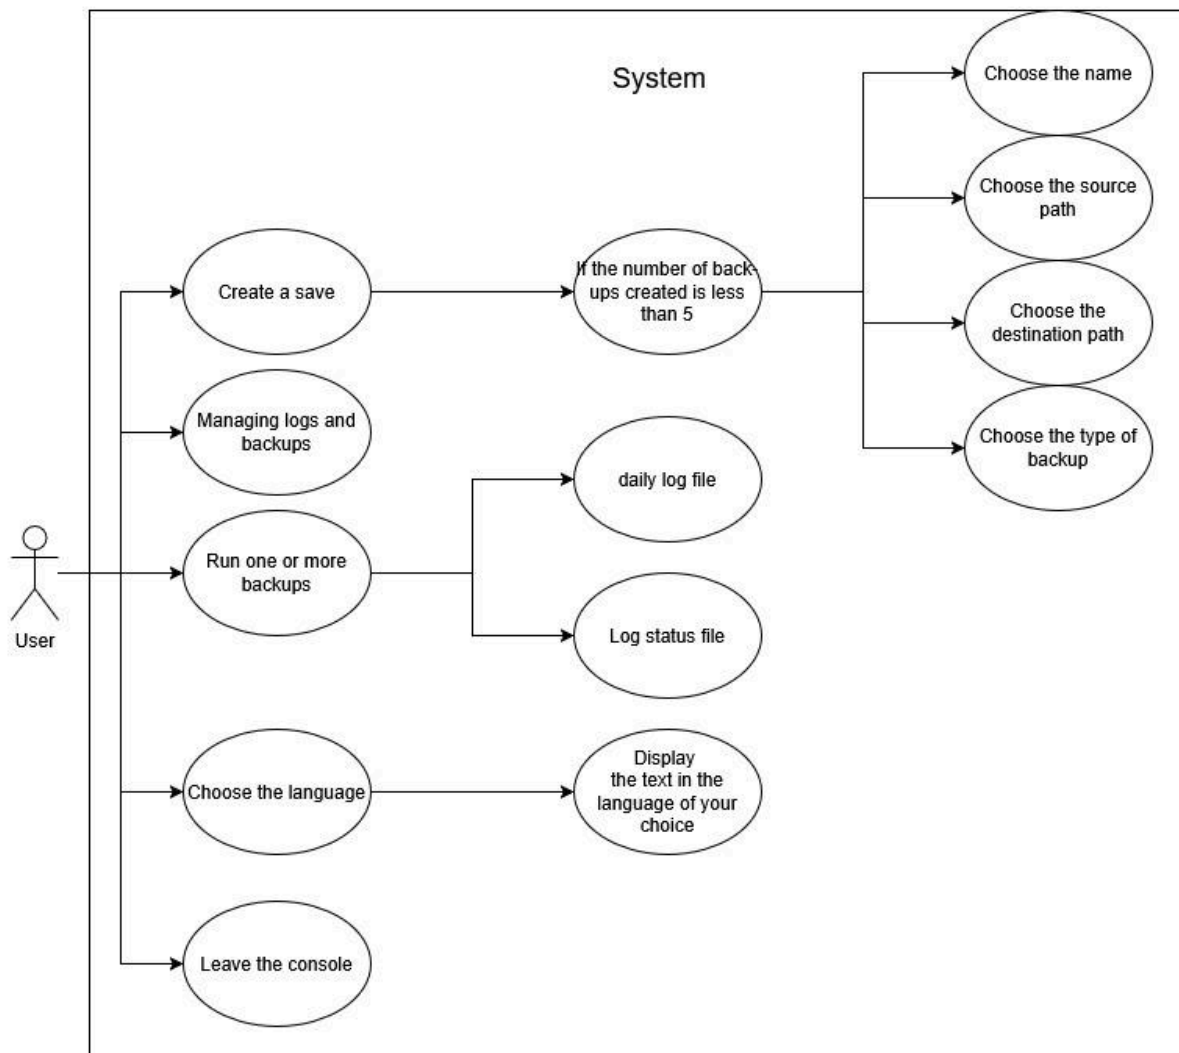 System
Choose the name
Choose the source
path
Create a save
If the number of back-
ups created is less
than 5
Choose the
destination path
Managing logs and
backups
Choose the type of
backup
daily log file
Run one or more
backups
User
Log status file
Choose the language
Display
the text in the
language of your
choice
Leave the console